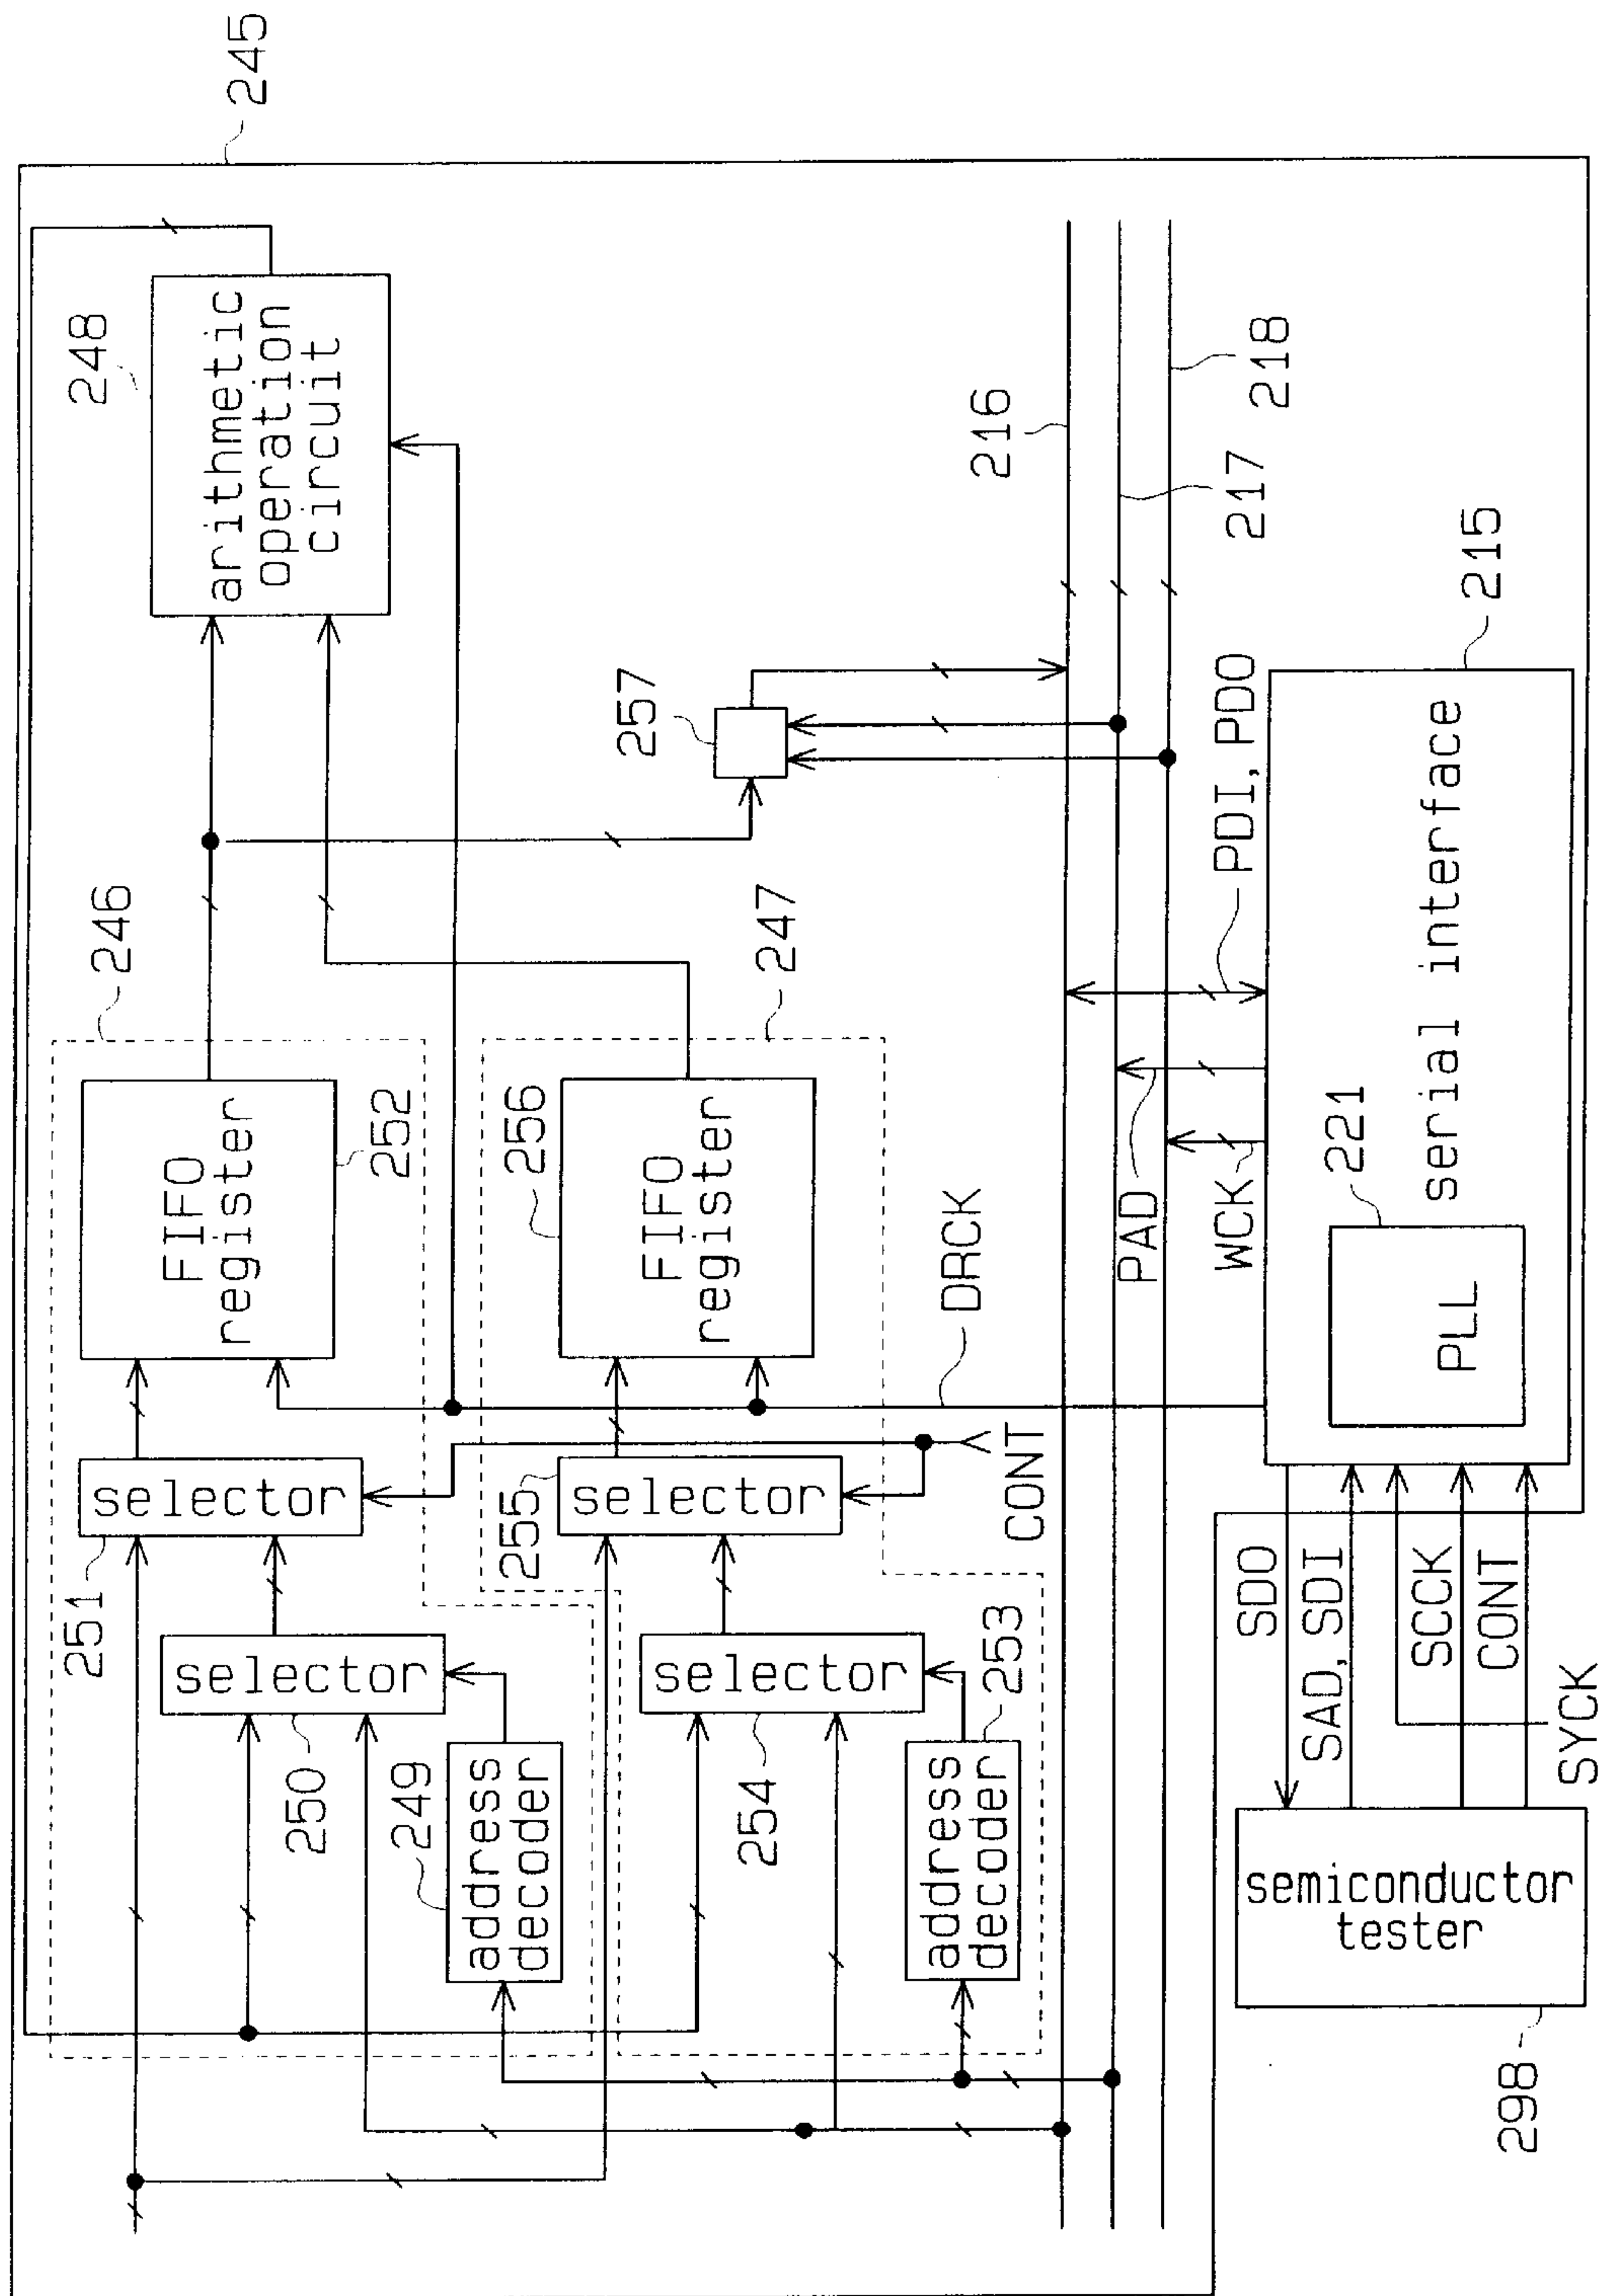 245
248
arithmetic
operation
circuit
246
FIFO
register
252
251
selector
250
selector
249
address
decoder
247
256
FIFO
register
255
selector
254
selector
253
address
decoder
257
216
217
218
DRCK
CONT
PAD
WCK
PDI, PDO
215
serial interface
221
PLL
SDO
SAD, SDI
SCCK
CONT
SYCK
semiconductor
tester
298